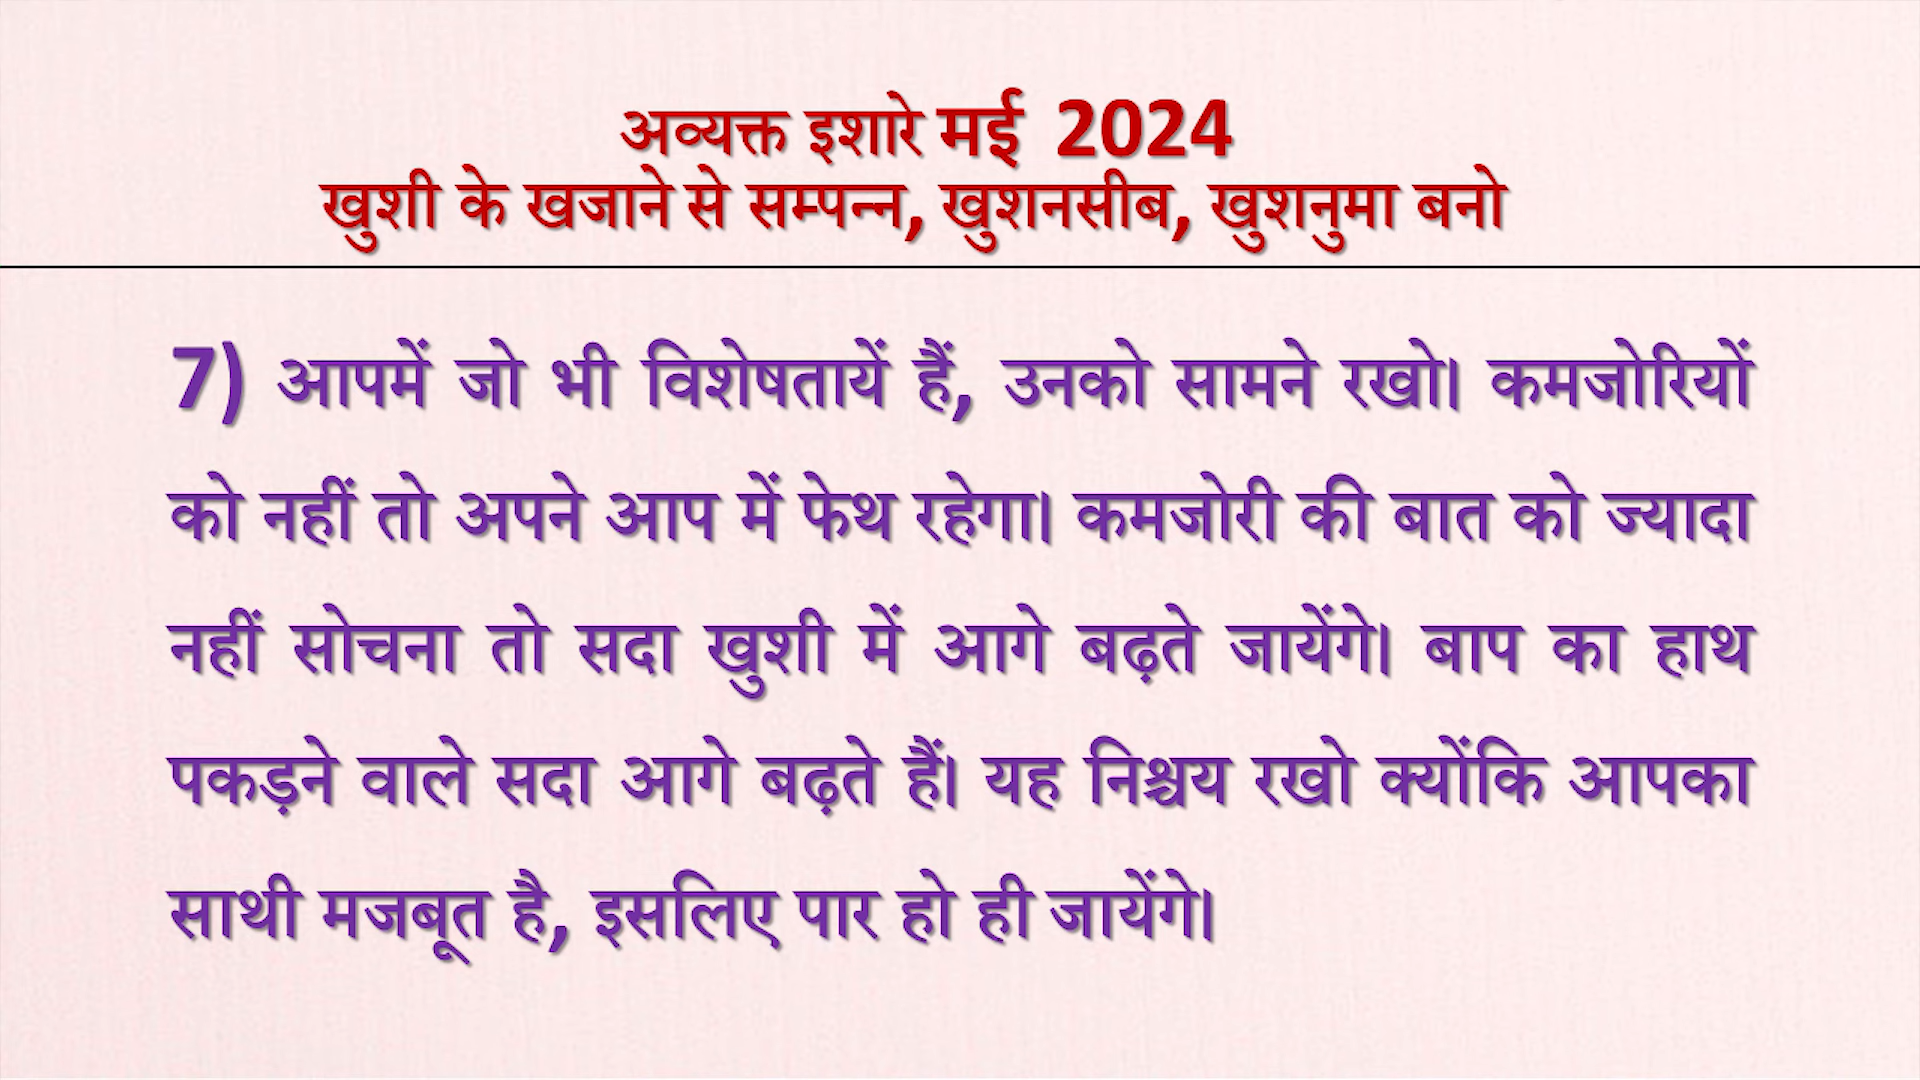 अव्यक्त इशारे मई 2024
खुशी के खजाने से सम्पन्न, खुशनसीब, खुशनुमा बनो
7) आपमें जो भी विशेषतायें हैं, उनको सामने रखो। कमजोरियों
को नहीं तो अपने आप में फेथ रहेगा। कमजोरी की बात को ज्यादा
नहीं सोचना तो सदा खुशी में आगे बढ़ते जायेंगे। बाप का हाथ
पकड़ने वाले सदा आगे बढ़ते हैं। यह निश्चय रखो क्योंकि आपका
साथी मजबूत है, इसलिए पार हो ही जायेंगे।